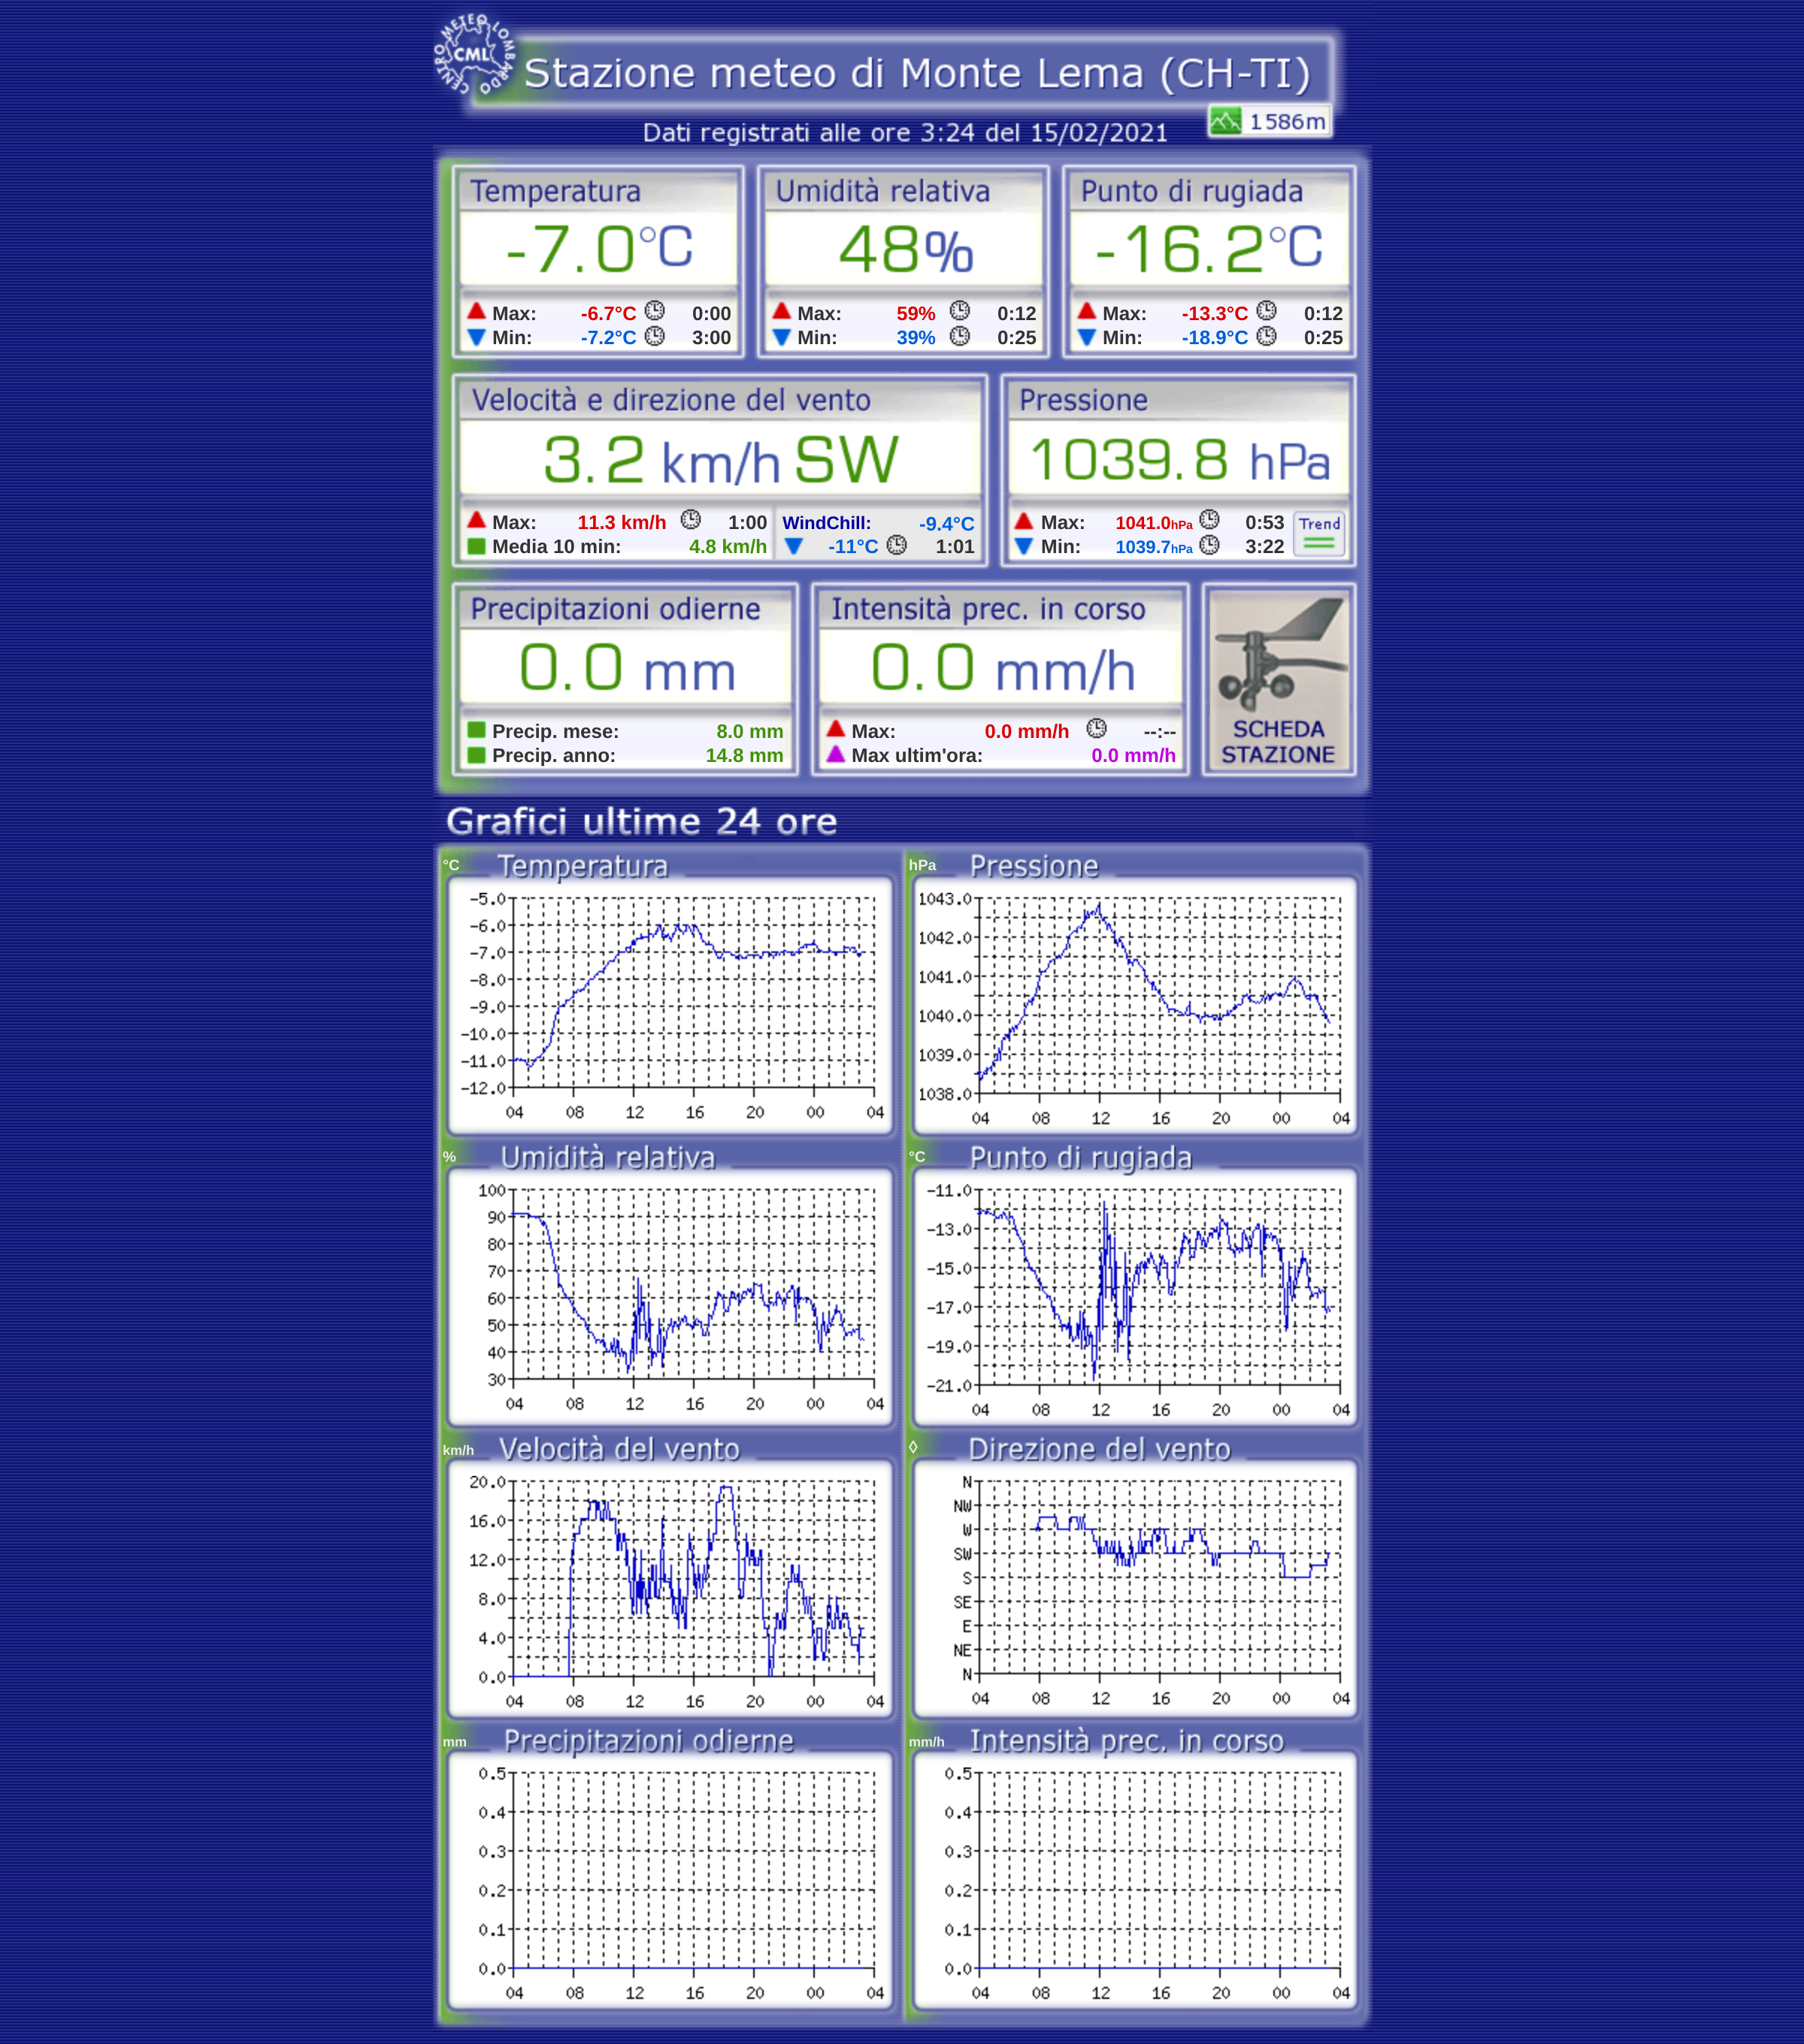 CENTRO METEO LOMBARDO
CML
Stazione meteo di Monte Lema (CH-TI)
1586m
Dati registrati alle ore 3:24 del 15/02/2021
Temperatura Umidità relativa Punto di rugiada
-7.0°C 48% -16.2°C
Max: -6.7°C 0:00 Max: 59% 0:12 Max: -13.3°C 0:12
Min: -7.2°C 3:00 Min: 39% 0:25 Min: -18.9°C 0:25
Velocità e direzione del vento Pressione
3.2 km/h SW 1039.8 hPa
Max: 11.3 km/h 1:00 WindChill: -9.4°C Max: 1041.0hPa 0:53 Trend
Media 10 min: 4.8 km/h -11°C 1:01 Min: 1039.7hPa 3:22
Precipitazioni odierne Intensità prec. in corso
0.0 mm 0.0 mm/h
Precip. mese: 8.0 mm Max: 0.0 mm/h --:-- SCHEDA
Precip. anno: 14.8 mm Max ultim'ora: 0.0 mm/h STAZIONE
Grafici ultime 24 ore
°C Temperatura
-5.0
-6.0
-7.0
-8.0
-9.0
-10.0
-11.0
-12.0
04 08 12 16 20 00 04
hPa Pressione
1043.0
1042.0
1041.0
1040.0
1039.0
1038.0
04 08 12 16 20 00 04
% Umidità relativa
100
90
80
70
60
50
40
30
04 08 12 16 20 00 04
°C Punto di rugiada
-11.0
-13.0
-15.0
-17.0
-19.0
-21.0
04 08 12 16 20 00 04
km/h Velocità del vento
20.0
16.0
12.0
8.0
4.0
0.0
04 08 12 16 20 00 04
◊ Direzione del vento
N
NW
W
SW
S
SE
E
NE
N
04 08 12 16 20 00 04
mm Precipitazioni odierne
0.5
0.4
0.3
0.2
0.1
0.0
04 08 12 16 20 00 04
mm/h Intensità prec. in corso
0.5
0.4
0.3
0.2
0.1
0.0
04 08 12 16 20 00 04